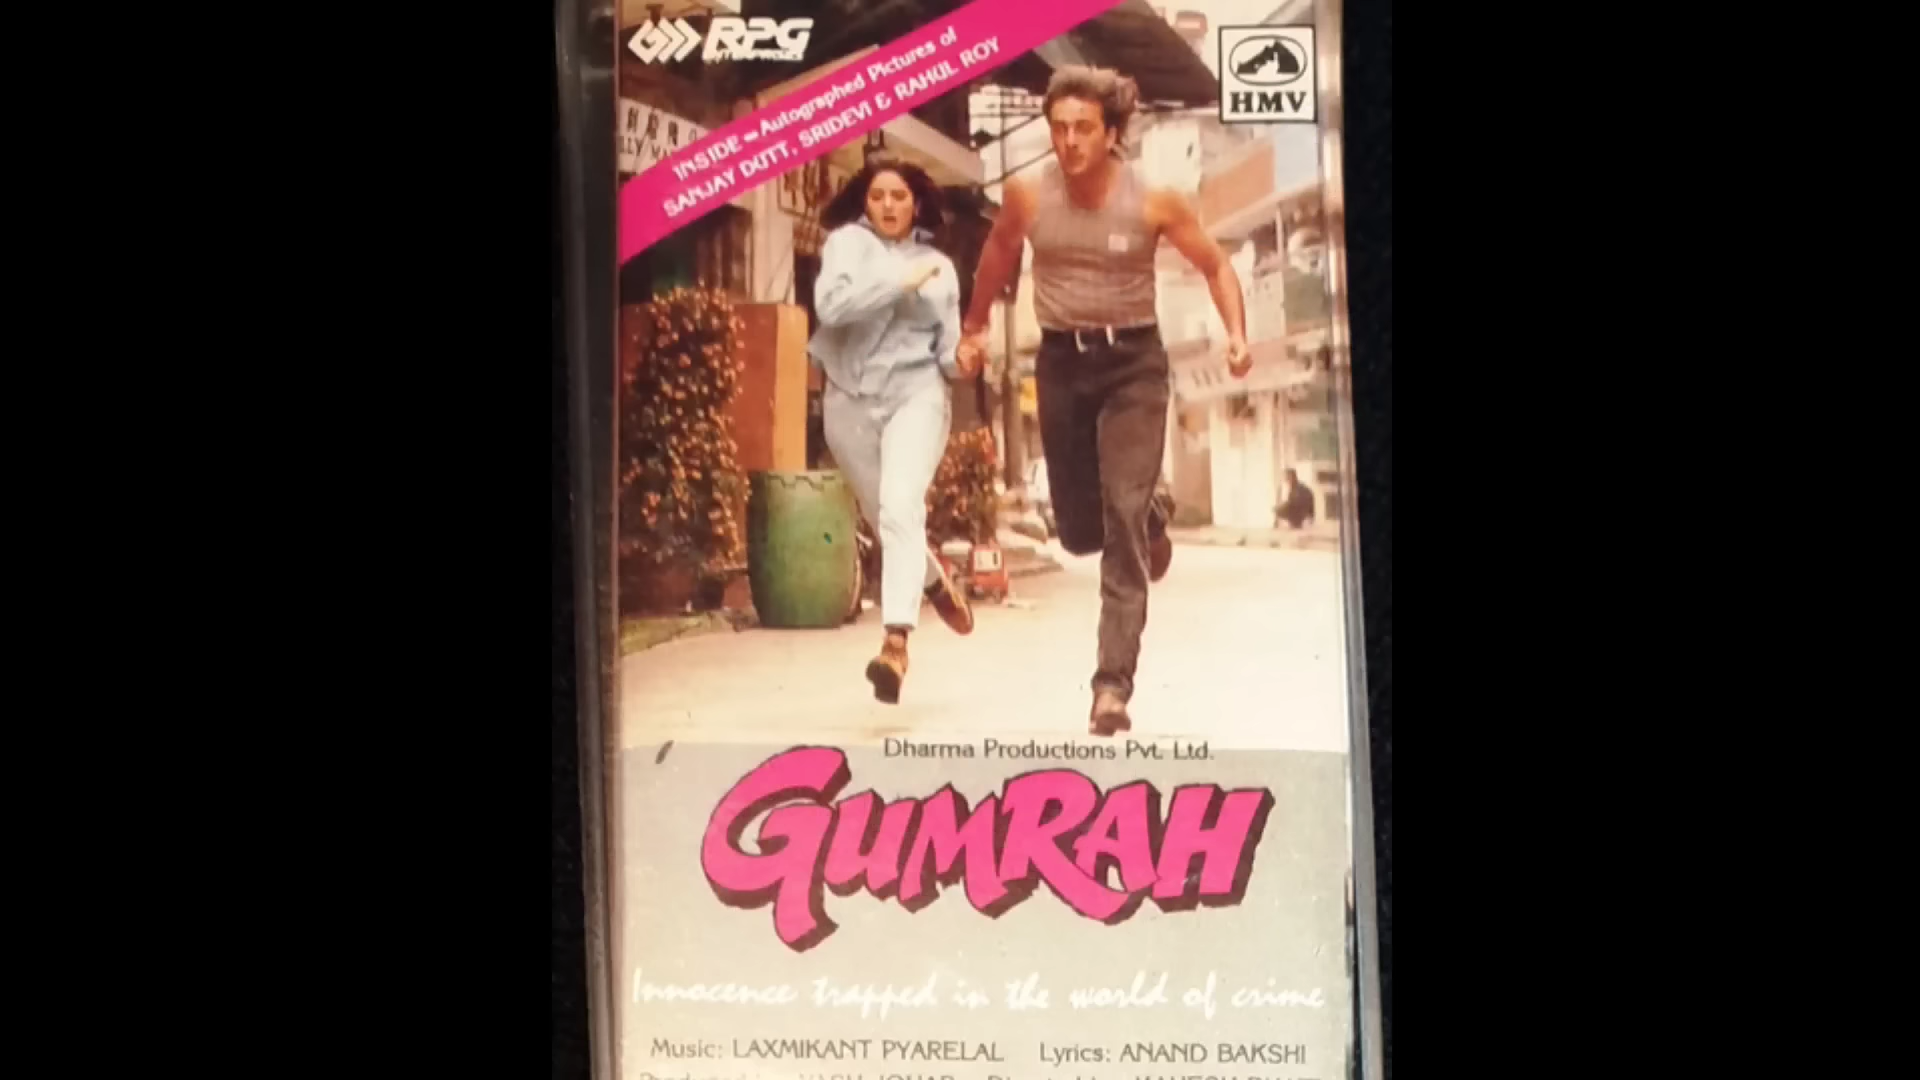 RPG
ENTERPRISES
INSIDE - Autographed Pictures of
SANJAY DUTT, SRIDEVI & RAHUL ROY
HMV
Dharma Productions Pvt. Ltd.
GUMRAH
Innocence trapped in the world of crime
Music: LAXMIKANT PYARELAL Lyrics: ANAND BAKSHI